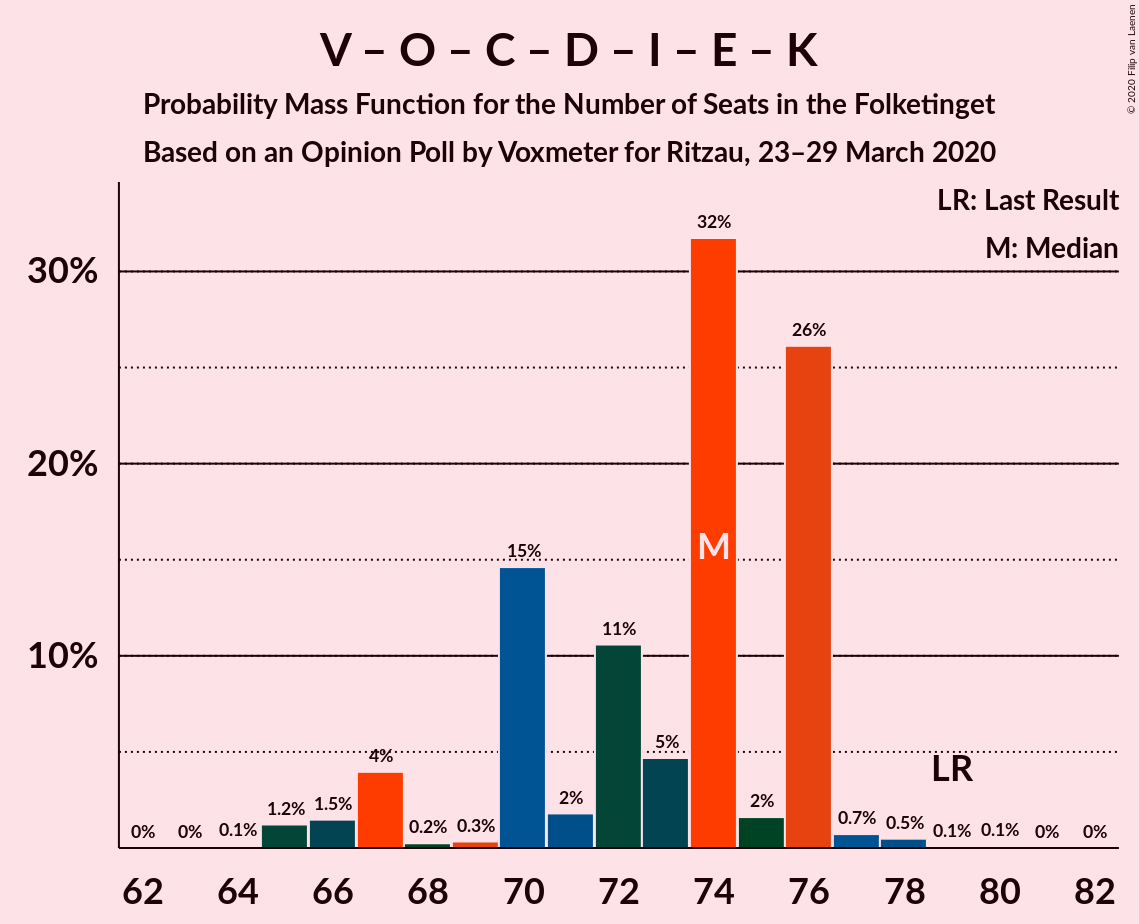 V – O – C – D – I – E – K
Probability Mass Function for the Number of Seats in the Folketinget
Based on an Opinion Poll by Voxmeter for Ritzau, 23–29 March 2020
© 2020 Filip van Laenen
LR: Last Result
M: Median
30%
20%
10%
0%
0%
0.1%
1.2%
1.5%
4%
0.2%
0.3%
15%
2%
11%
5%
32%
2%
26%
0.7%
0.5%
0.1%
0.1%
0%
0%
M
LR
62 64 66 68 70 72 74 76 78 80 82